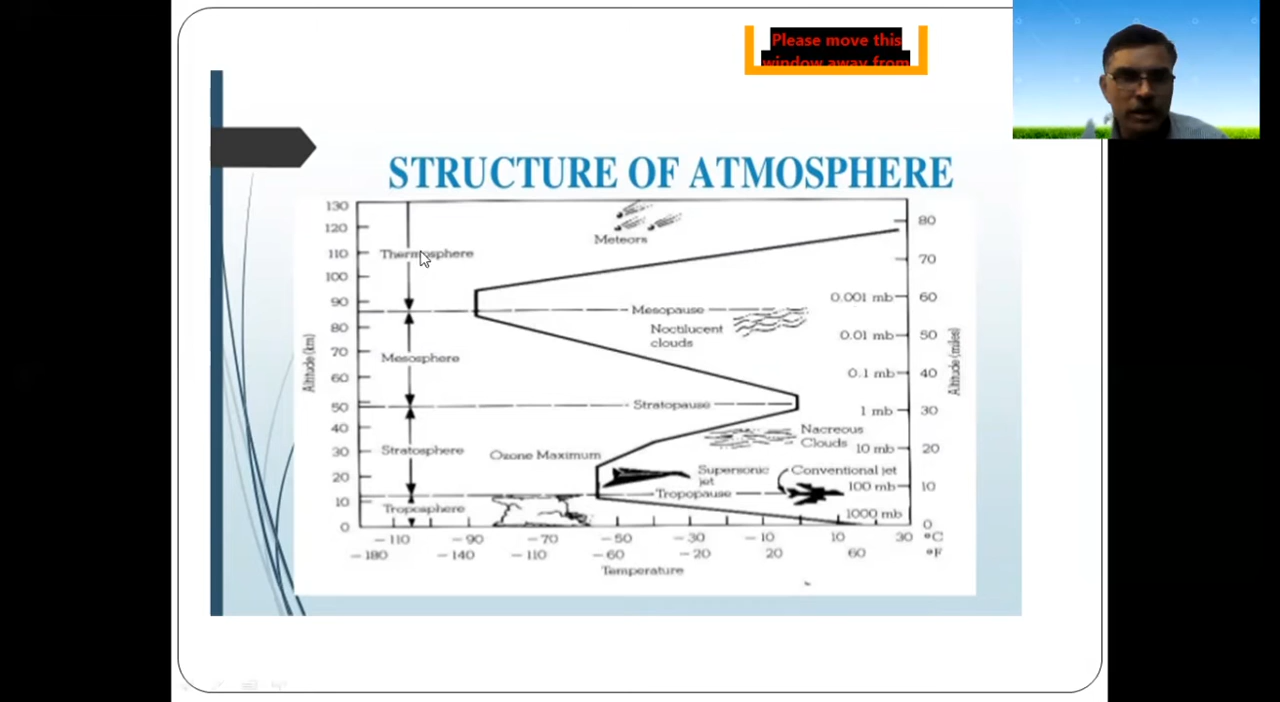 Please move this
window away from
STRUCTURE OF ATMOSPHERE
130
120
110
100
90
80
70
60
50
40
30
20
10
0
Altitude (km)
Thermosphere
Mesosphere
Stratosphere
Troposphere
Meteors
Mesopause
Noctilucent
clouds
Stratopause
Nacreous
Clouds
Ozone Maximum
Supersonic
jet
Conventional jet
Tropopause
0.001 mb
0.01 mb
0.1 mb
1 mb
10 mb
100 mb
1000 mb
80
70
60
50
40
30
20
10
0
Altitude (miles)
-110 -90 -70 -50 -30 -10 10 30 °C
-180 -140 -110 -60 -20 20 60 °F
Temperature